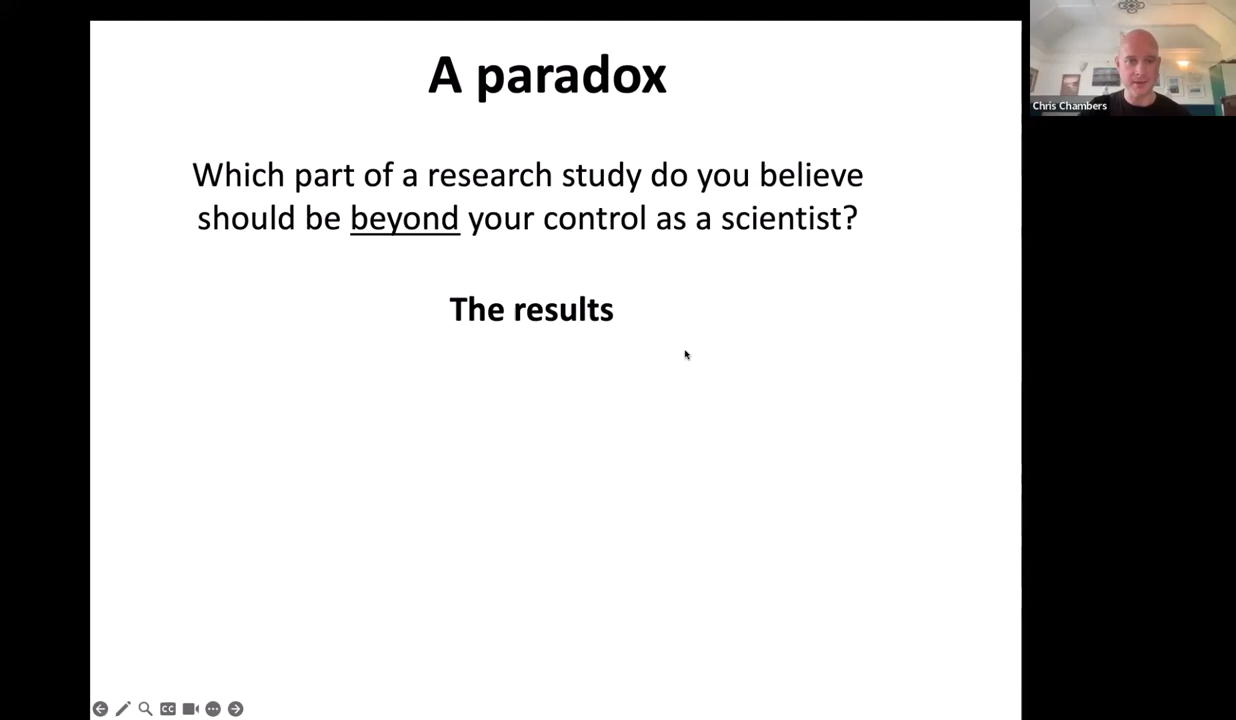 A paradox
Which part of a research study do you believe
should be beyond your control as a scientist?
The results
Chris Chambers
CC